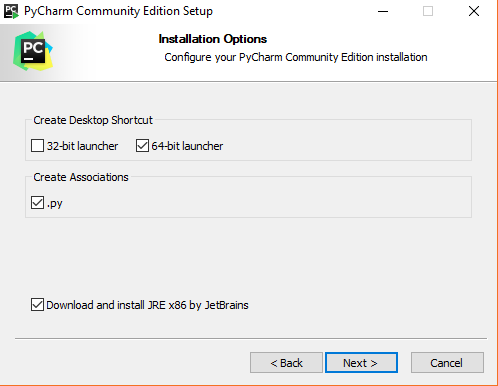 PyCharm Community Edition Setup
PC
Installation Options
Configure your PyCharm Community Edition installation
Create Desktop Shortcut
32-bit launcher 64-bit launcher
Create Associations
.py
Download and install JRE x86 by JetBrains
< Back Next > Cancel